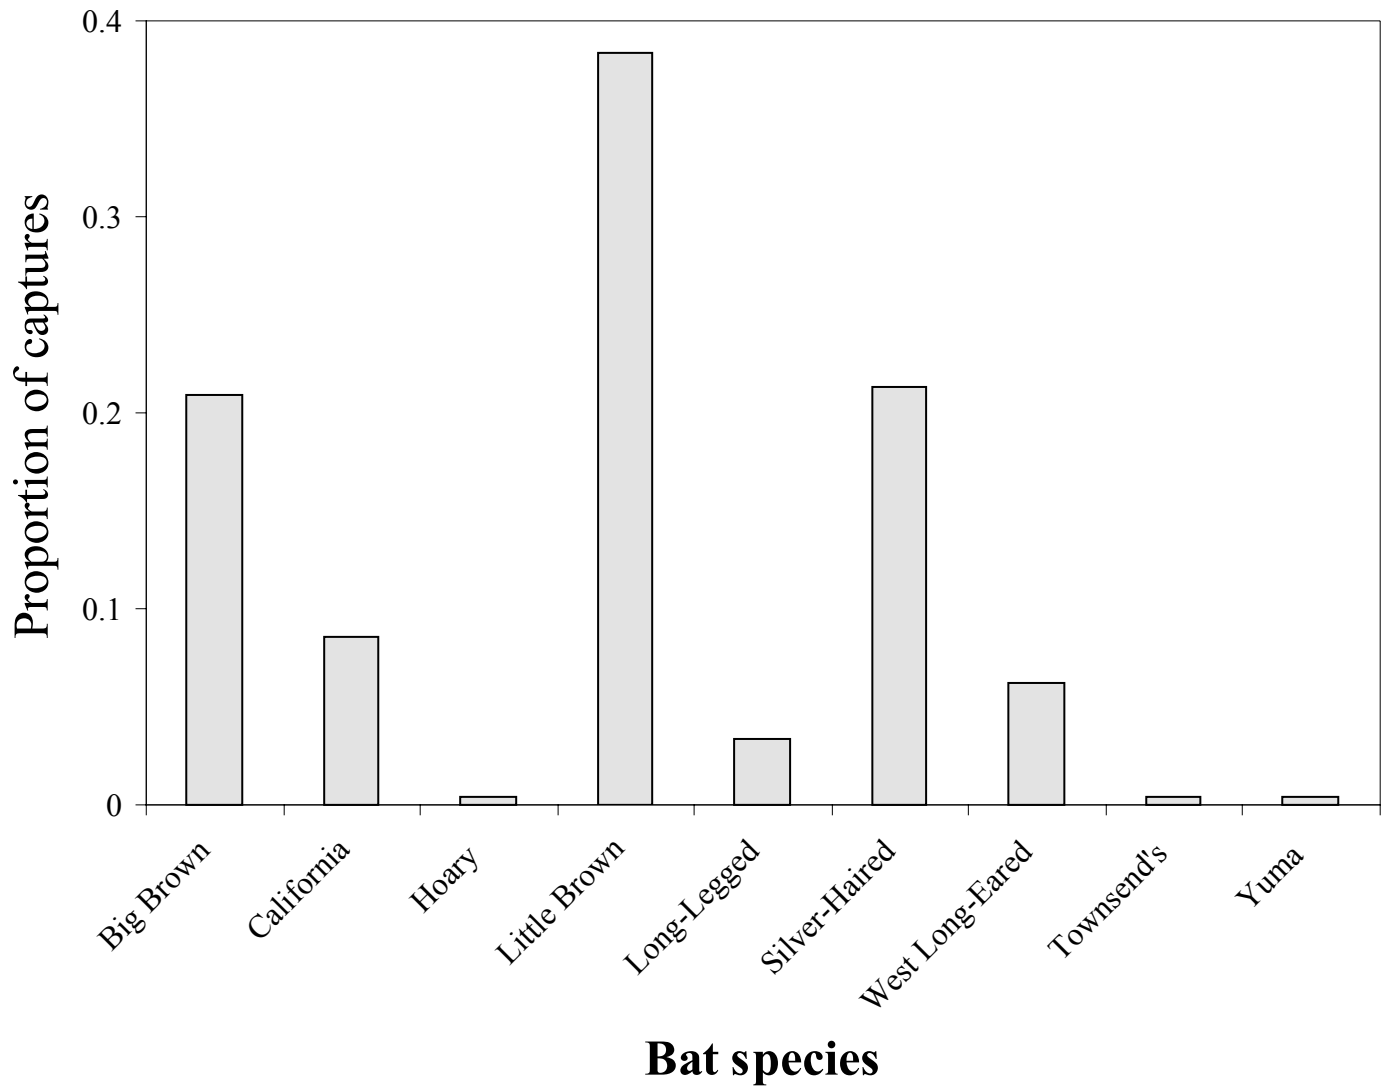 Proportion of captures
0.4
0.3
0.2
0.1
0
Big Brown
California
Hoary
Little Brown
Long-Legged
Silver-Haired
West Long-Eared
Townsend's
Yuma
Bat species